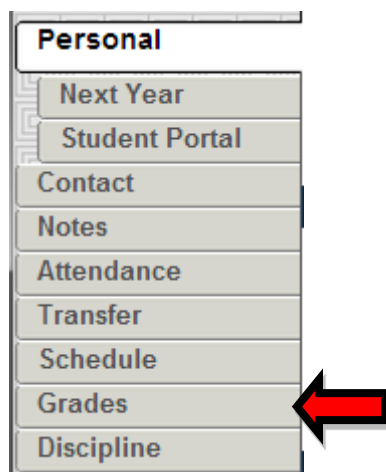 Personal
Next Year
Student Portal
Contact
Notes
Attendance
Transfer
Schedule
Grades
Discipline